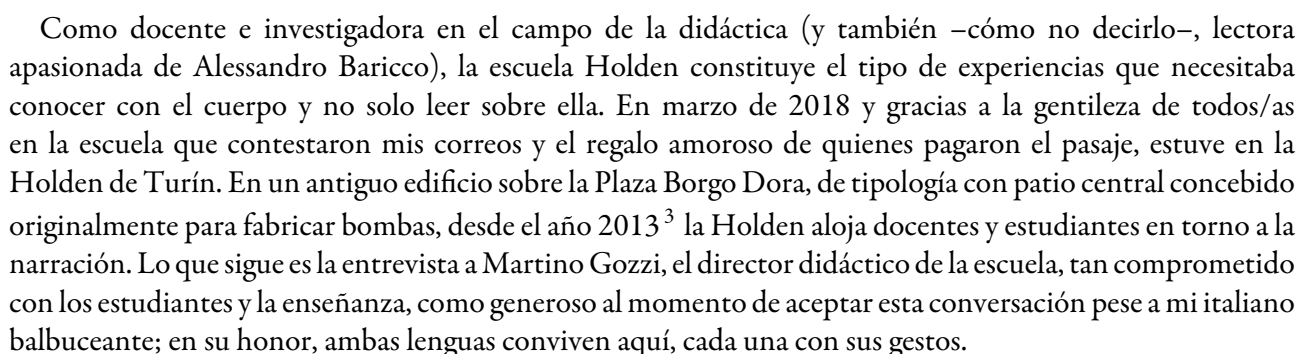 Como docente e investigadora en el campo de la didáctica (y también –cómo no decirlo–, lectora
apasionada de Alessandro Baricco), la escuela Holden constituye el tipo de experiencias que necesitaba
conocer con el cuerpo y no solo leer sobre ella. En marzo de 2018 y gracias a la gentileza de todos/as
en la escuela que contestaron mis correos y el regalo amoroso de quienes pagaron el pasaje, estuve en la
Holden de Turín. En un antiguo edificio sobre la Plaza Borgo Dora, de tipología con patio central concebido
originalmente para fabricar bombas, desde el año 2013³ la Holden aloja docentes y estudiantes en torno a la
narración. Lo que sigue es la entrevista a Martino Gozzi, el director didáctico de la escuela, tan comprometido
con los estudiantes y la enseñanza, como generoso al momento de aceptar esta conversación pese a mi italiano
balbuceante; en su honor, ambas lenguas conviven aquí, cada una con sus gestos.